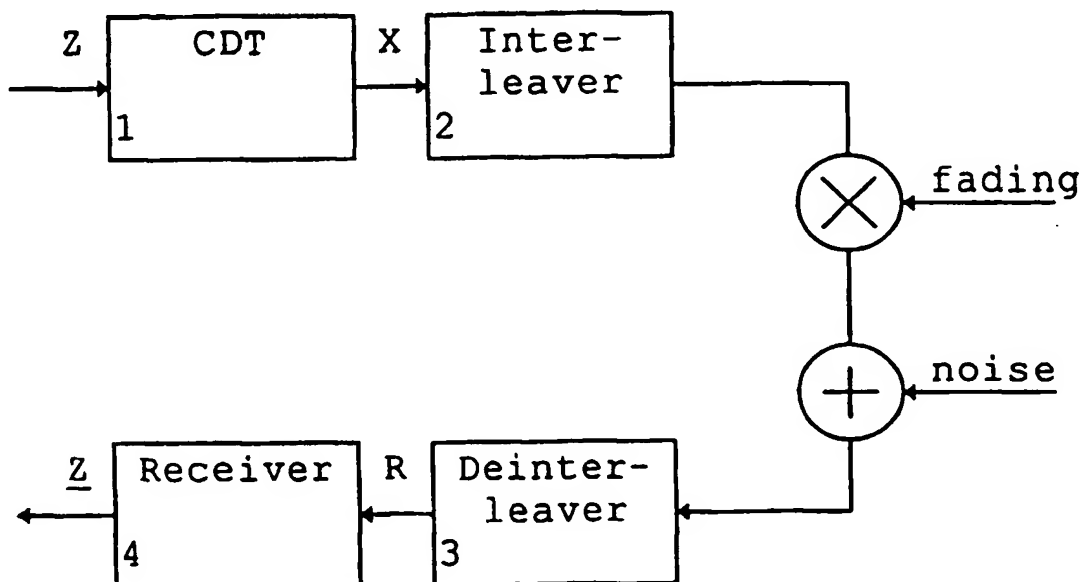 Z
CDT
1
X
Inter-
leaver
2
fading
noise
Z
Receiver
4
R
Deinter-
leaver
3